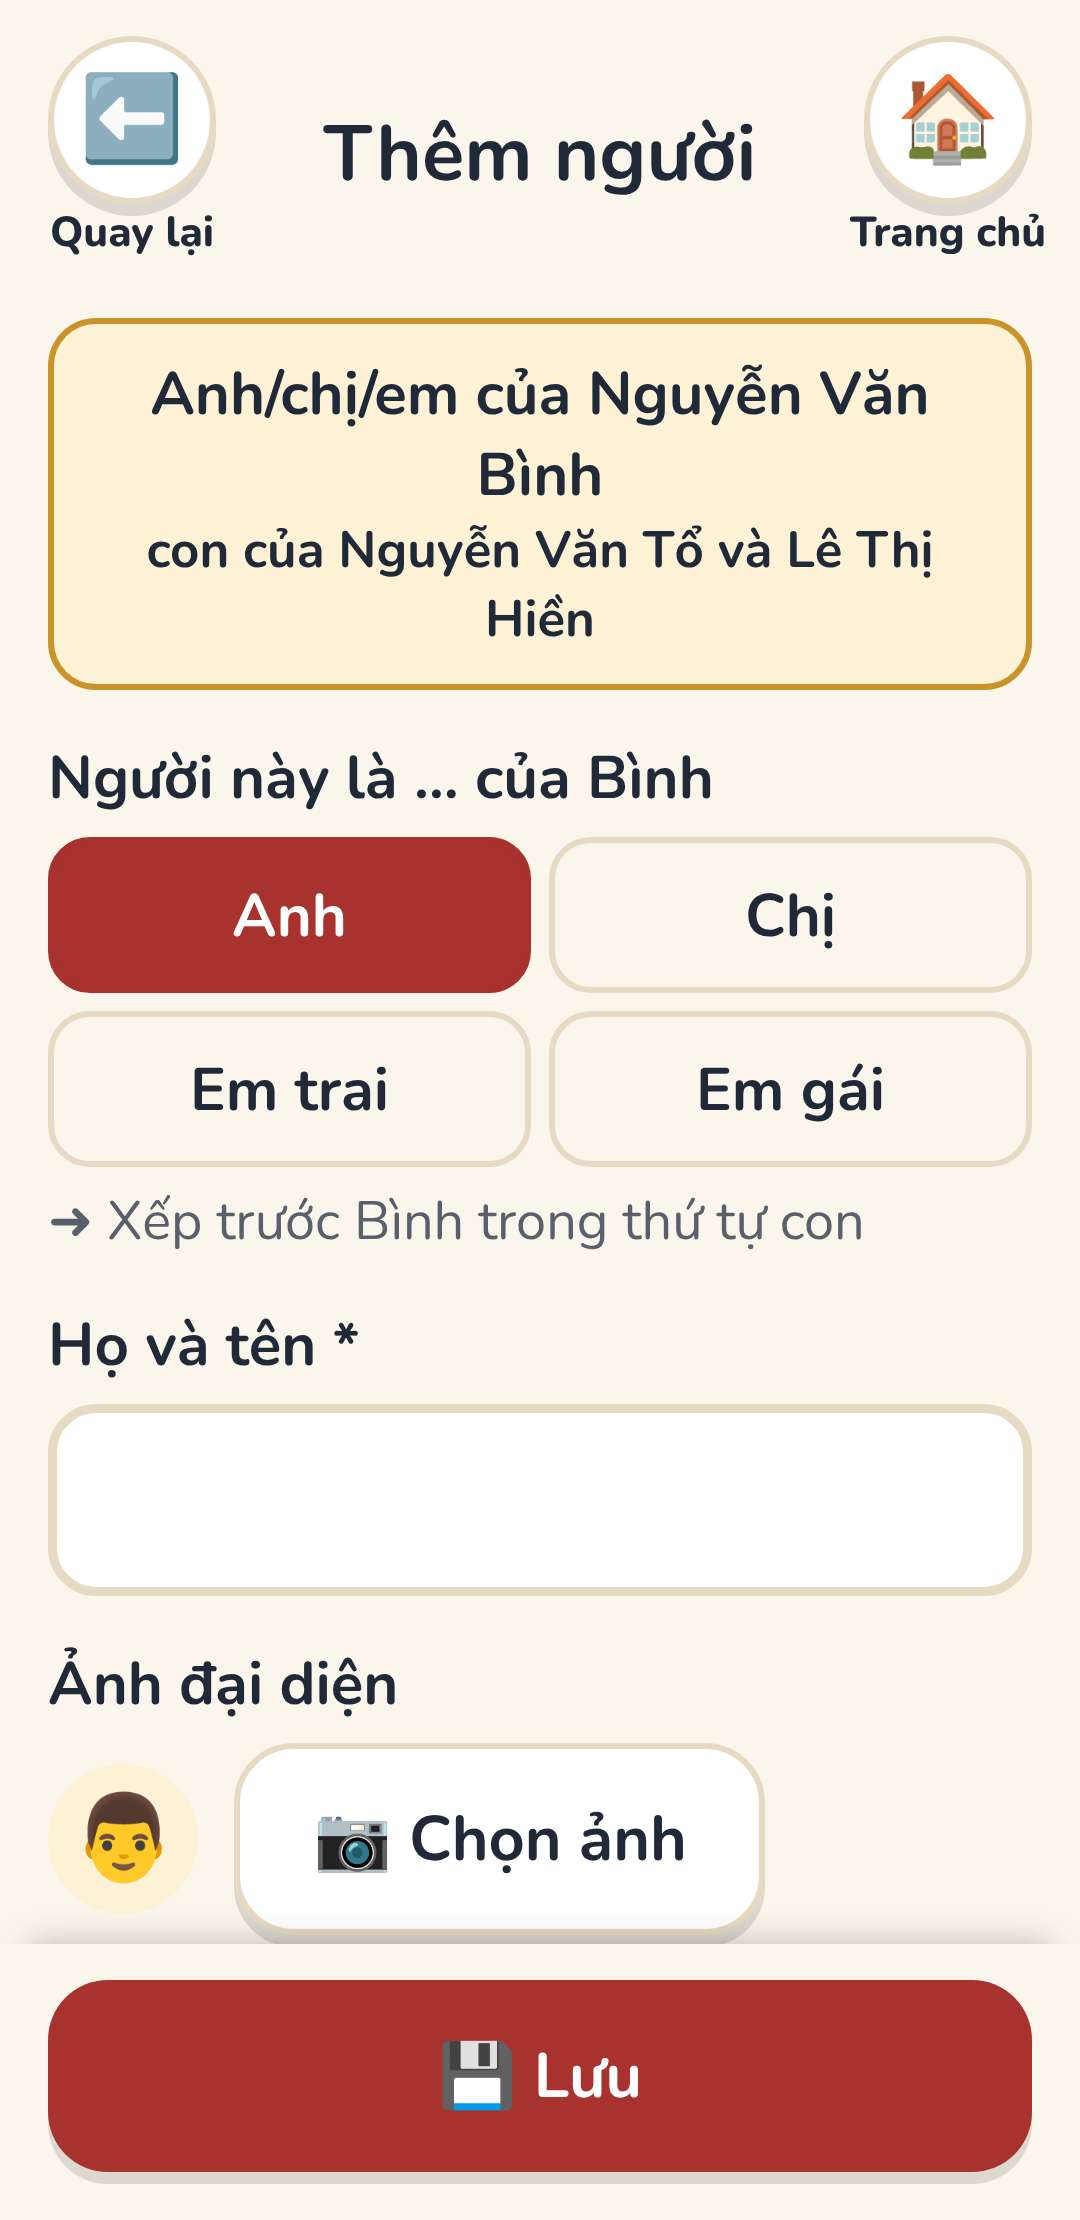 Thêm người
Quay lại
Trang chủ
Anh/chị/em của Nguyễn Văn
Bình
con của Nguyễn Văn Tổ và Lê Thị
Hiền
Người này là ... của Bình
Anh
Chị
Em trai
Em gái
→ Xếp trước Bình trong thứ tự con
Họ và tên *
Ảnh đại diện
Chọn ảnh
Lưu